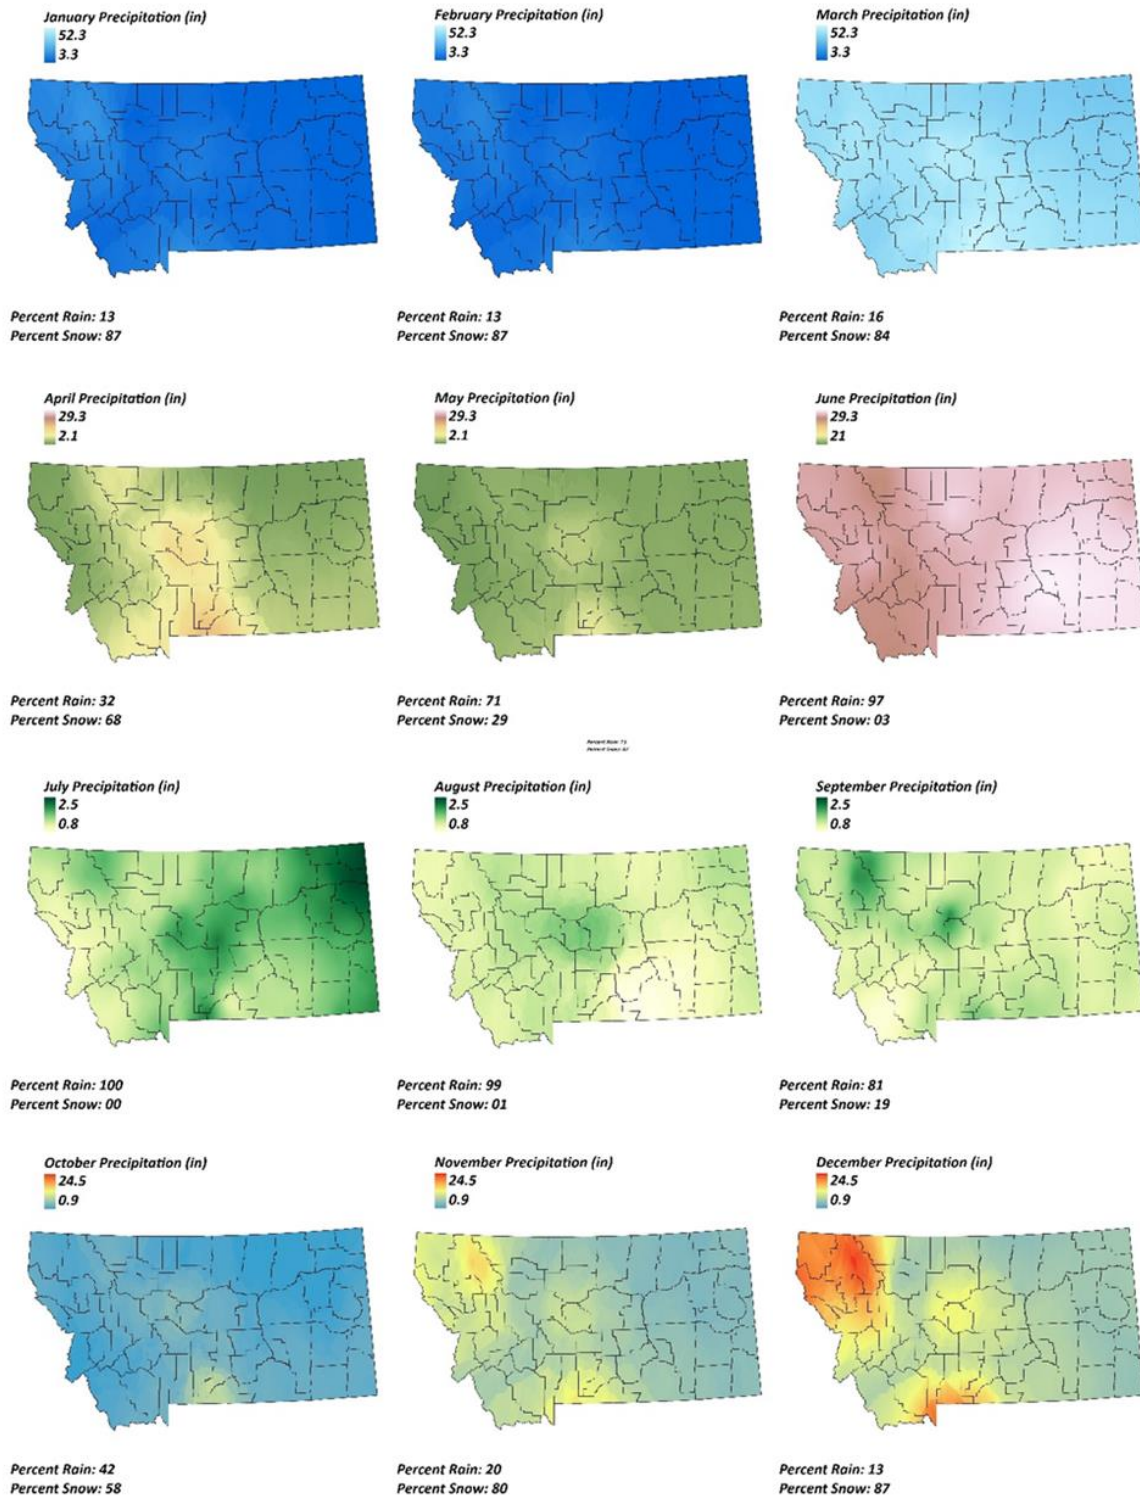 January Precipitation (in)
52.3
3.3
Percent Rain: 13
Percent Snow: 87
February Precipitation (in)
52.3
3.3
Percent Rain: 13
Percent Snow: 87
March Precipitation (in)
52.3
3.3
Percent Rain: 16
Percent Snow: 84
April Precipitation (in)
29.3
2.1
Percent Rain: 32
Percent Snow: 68
May Precipitation (in)
29.3
2.1
Percent Rain: 71
Percent Snow: 29
June Precipitation (in)
29.3
21
Percent Rain: 97
Percent Snow: 03
Percent Rain:
Percent Snow:
July Precipitation (in)
2.5
0.8
Percent Rain: 100
Percent Snow: 00
August Precipitation (in)
2.5
0.8
Percent Rain: 99
Percent Snow: 01
September Precipitation (in)
2.5
0.8
Percent Rain: 81
Percent Snow: 19
October Precipitation (in)
24.5
0.9
Percent Rain: 42
Percent Snow: 58
November Precipitation (in)
24.5
0.9
Percent Rain: 20
Percent Snow: 80
December Precipitation (in)
24.5
0.9
Percent Rain: 13
Percent Snow: 87